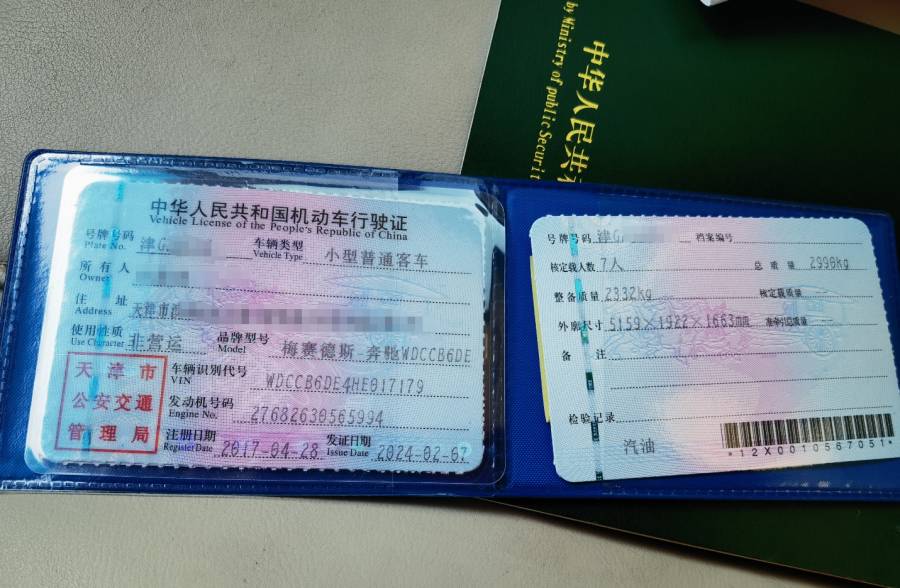 中华人民共和国机动车行驶证
Vehicle License of the People's Republic of China
号牌号码 津G
Plate No.
车辆类型 小型普通客车
Vehicle Type
所有人
Owner
住 址 天津市
Address
使用性质 非营运
Use Character
品牌型号 梅赛德斯-奔驰WDCCB6DE
Model
天津市
公安交通
管理局
车辆识别代号 WDCCB6DE4HE017179
VIN
发动机号码 27682630565994
Engine No.
注册日期 2017-04-28
Register Date
发证日期 2024-02-07
Issue Date
号牌号码 津G
档案编号
核定载人数 7人
总质量 2990kg
整备质量 2332kg
核定载质量
外廓尺寸 5159×1922×1663mm
准牵引总质量
备 注
检验记录
汽油
*12X0010567051*
中华人民共
by Ministry of public Securit